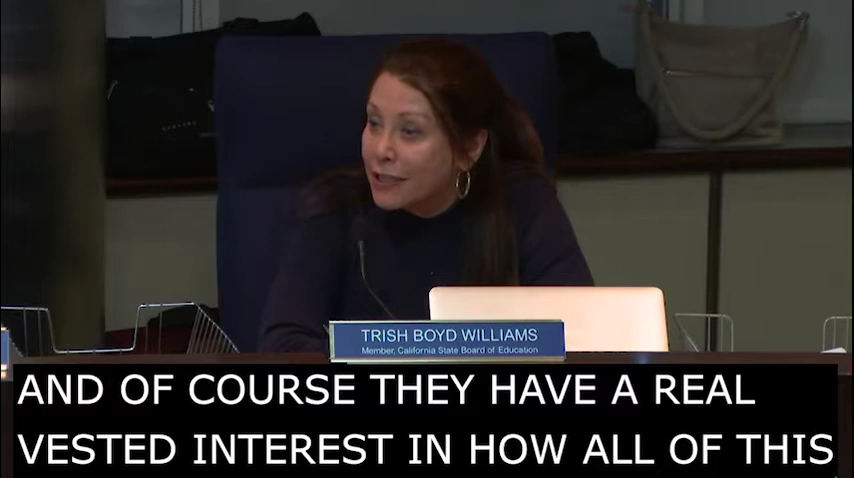 TRISH BOYD WILLIAMS
Member, California State Board of Education
AND OF COURSE THEY HAVE A REAL
VESTED INTEREST IN HOW ALL OF THIS